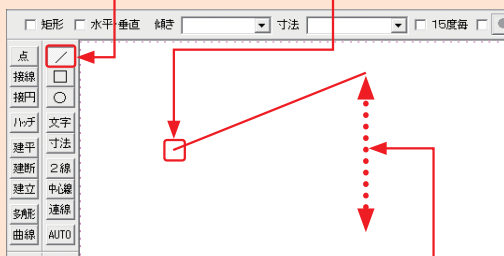 矩形 水平・垂直 傾き 寸法 15度毎
点 ／
接線 □
接円 ○
ハッチ 文字
建平 寸法
建断 2線
建立 中心線
多角形 連線
曲線 AUTO